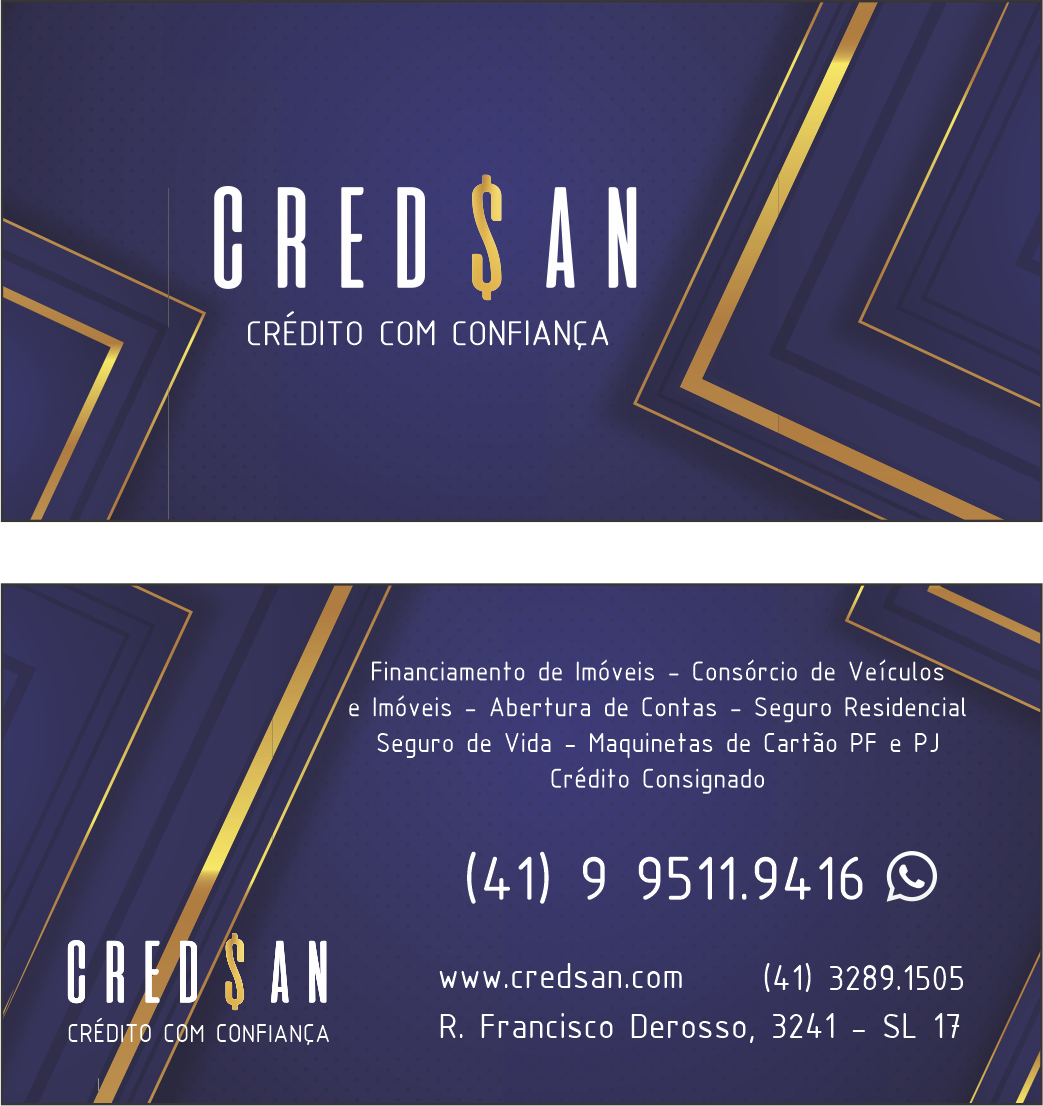 CRED$AN
CRÉDITO COM CONFIANÇA
Financiamento de Imóveis - Consórcio de Veículos
e Imóveis - Abertura de Contas - Seguro Residencial
Seguro de Vida - Maquinetas de Cartão PF e PJ
Crédito Consignado
(41) 9 9511.9416
CRED$AN
CRÉDITO COM CONFIANÇA
www.credsan.com (41) 3289.1505
R. Francisco Derosso, 3241 - SL 17